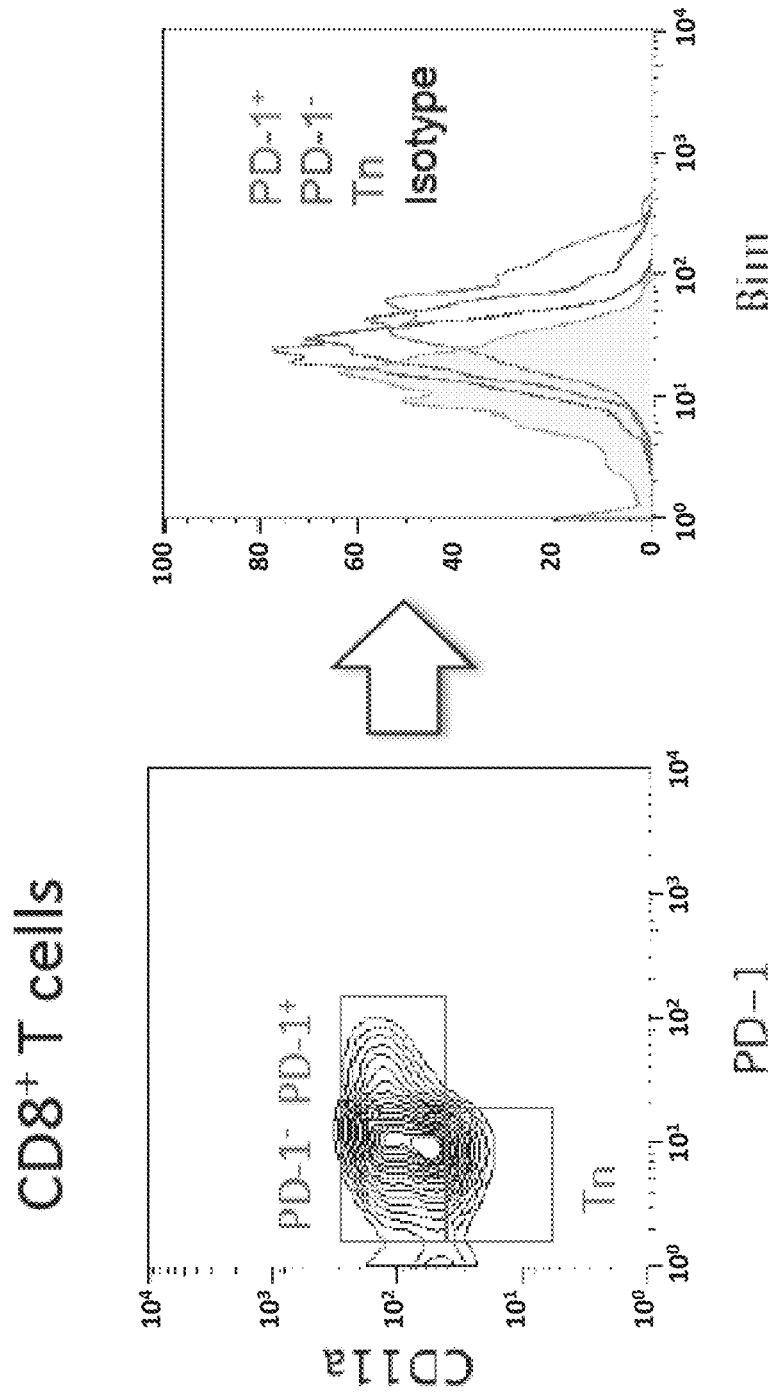 CD8⁺ T cells
PD-1⁻ PD-1⁺
Tn
CD11a
10⁴
10³
10²
10¹
10⁰
10⁰ 10¹ 10² 10³ 10⁴
PD-1
PD-1⁺
PD-1⁻
Tn
Isotype
100
80
60
40
20
0
10⁰ 10¹ 10² 10³ 10⁴
Bim